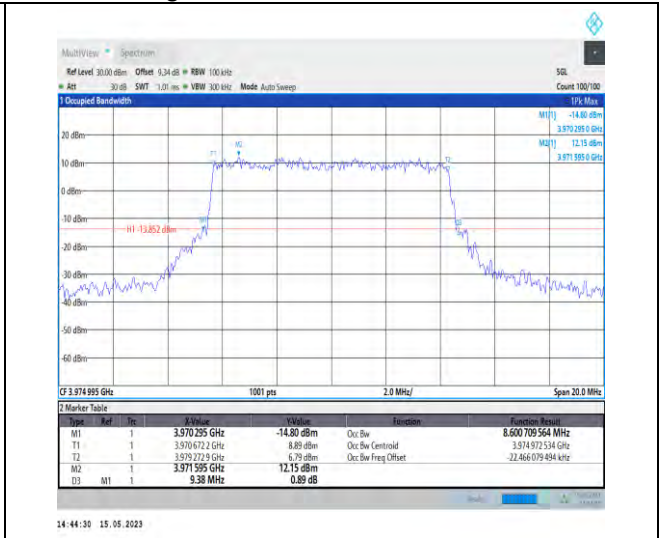 MultiView Spectrum
Ref Level 30.00 dBm Offset 9.34 dB RBW 100 kHz SGL
Att 30 dB SWT 1.01 ms VBW 300 kHz Mode Auto Sweep Count 100/100
1 Occupied Bandwidth 1Pk Max
M1[1] -14.80 dBm
3.970 295 0 GHz
M2[1] 12.15 dBm
3.971 595 0 GHz
20 dBm
M2
T1
T2
10 dBm
0 dBm
-10 dBm
M1
H1 -13.852 dBm
-20 dBm
-30 dBm
-40 dBm
-50 dBm
-60 dBm
CF 3.974 995 GHz 1001 pts 2.0 MHz/ Span 20.0 MHz
2 Marker Table
Type Ref Trc X-Value Y-Value Function Function Result
M1 1 3.970 295 GHz -14.80 dBm Occ Bw 8.600 709 564 MHz
T1 1 3.970 672 2 GHz 8.89 dBm Occ Bw Centroid 3.974 972 534 GHz
T2 1 3.979 272 9 GHz 6.79 dBm Occ Bw Freq Offset -22.466 079 494 kHz
M2 1 3.971 595 GHz 12.15 dBm
D3 M1 1 9.38 MHz 0.89 dB
14:44:30 15.05.2023